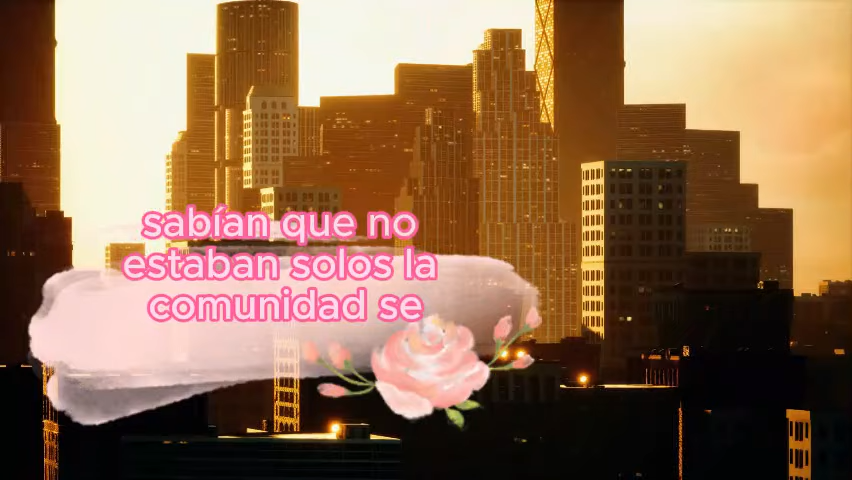 sabían que no
estaban solos la
comunidad se